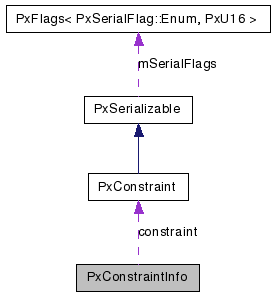 PxFlags< PxSerialFlag::Enum, PxU16 >
mSerialFlags
PxSerializable
PxConstraint
constraint
PxConstraintInfo